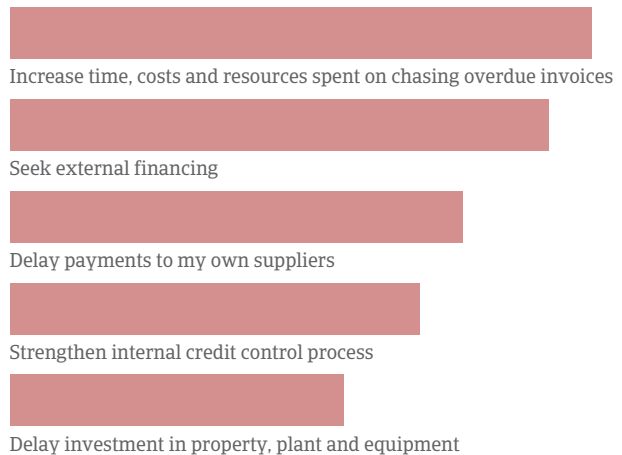 Increase time, costs and resources spent on chasing overdue invoices
Seek external financing
Delay payments to my own suppliers
Strengthen internal credit control process
Delay investment in property, plant and equipment